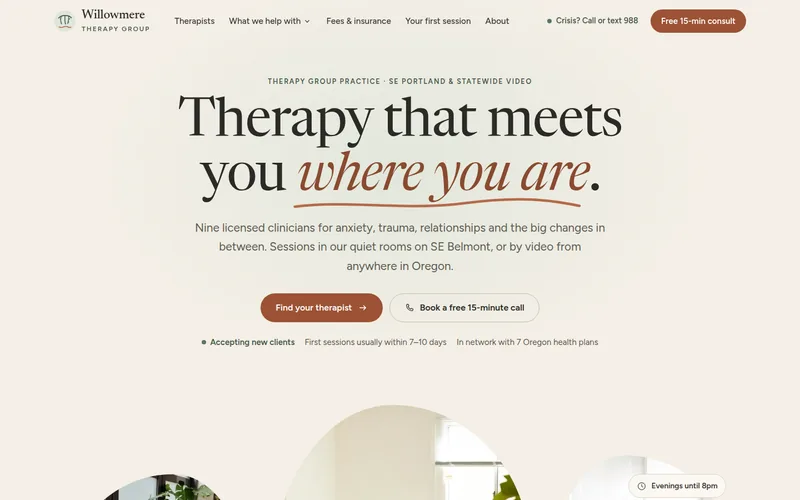 Willowmere
THERAPY GROUP
Therapists
What we help with
Fees & insurance
Your first session
About
Crisis? Call or text 988
Free 15-min consult
THERAPY GROUP PRACTICE · SE PORTLAND & STATEWIDE VIDEO
Therapy that meets
you where you are.
Nine licensed clinicians for anxiety, trauma, relationships and the big changes in
between. Sessions in our quiet rooms on SE Belmont, or by video from
anywhere in Oregon.
Find your therapist →
Book a free 15-minute call
Accepting new clients
First sessions usually within 7–10 days
In network with 7 Oregon health plans
Evenings until 8pm